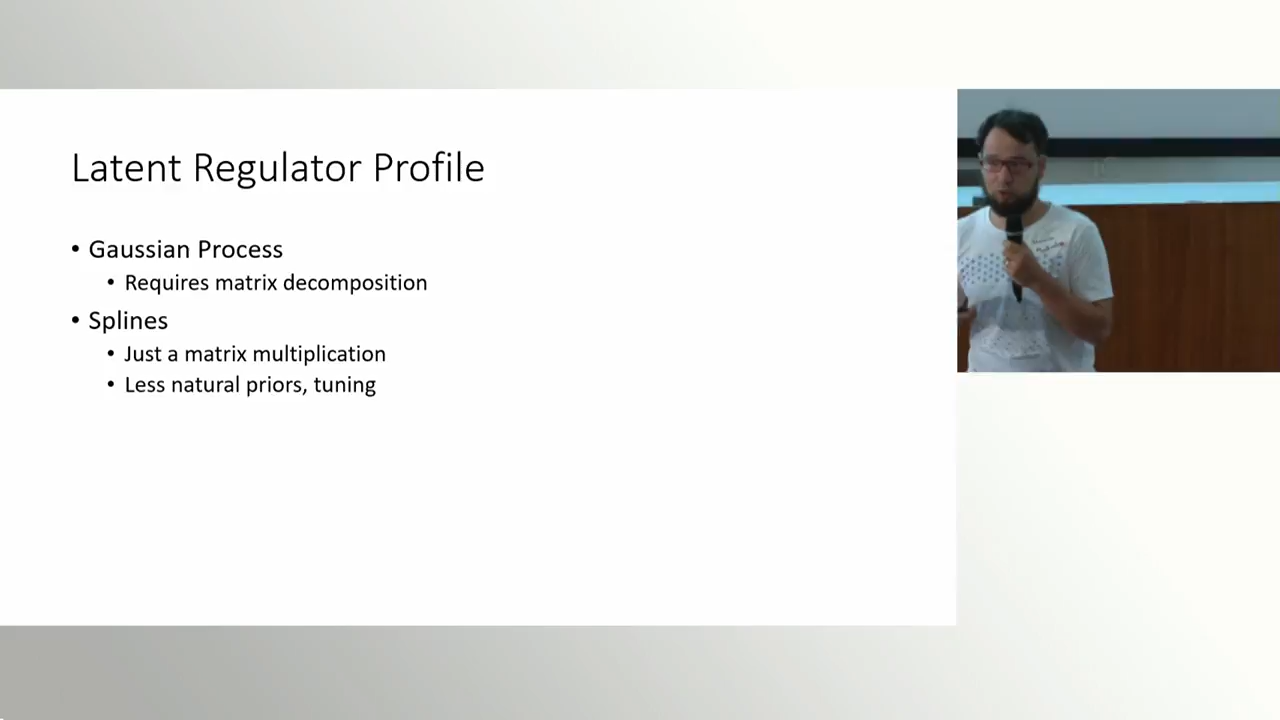 Latent Regulator Profile
• Gaussian Process
• Requires matrix decomposition
• Splines
• Just a matrix multiplication
• Less natural priors, tuning